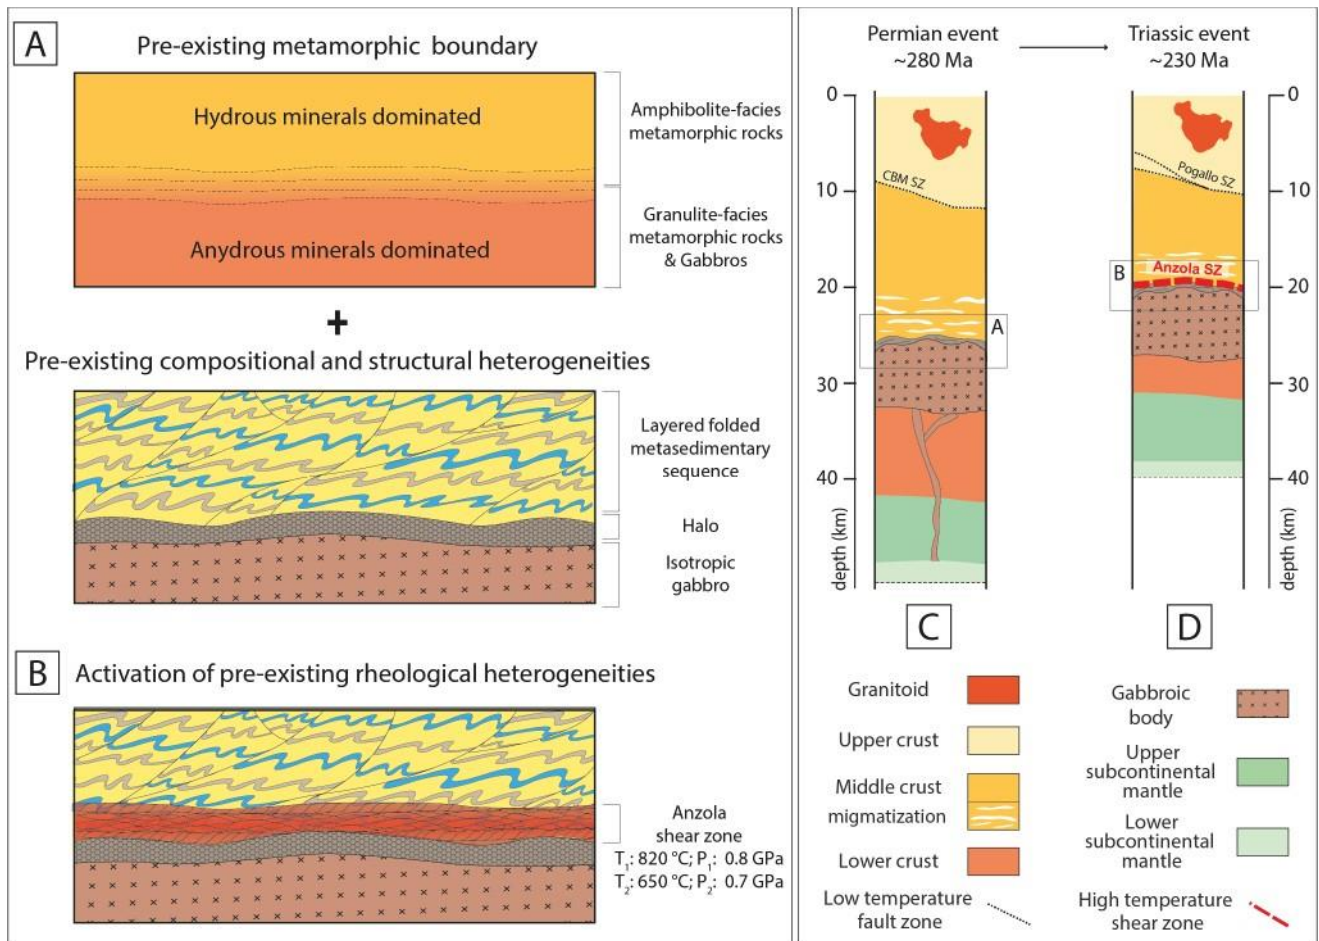 A
Pre-existing metamorphic boundary
Hydrous minerals dominated
Anydrous minerals dominated
Amphibolite-facies
metamorphic rocks
Granulite-facies
metamorphic rocks
& Gabbros
+
Pre-existing compositional and structural heterogeneities
Layered folded
metasedimentary
sequence
Halo
Isotropic
gabbro
B
Activation of pre-existing rheological heterogeneities
Anzola
shear zone
T1: 820 °C; P1: 0.8 GPa
T2: 650 °C; P2: 0.7 GPa
Permian event
~280 Ma
Triassic event
~230 Ma
0
10
20
30
40
depth (km)
CBM SZ
A
Pogallo SZ
B
Anzola SZ
0
10
20
30
40
depth (km)
C
D
Granitoid
Upper crust
Middle crust
migmatization
Lower crust
Low temperature
fault zone
Gabbroic
body
Upper
subcontinental
mantle
Lower
subcontinental
mantle
High temperature
shear zone